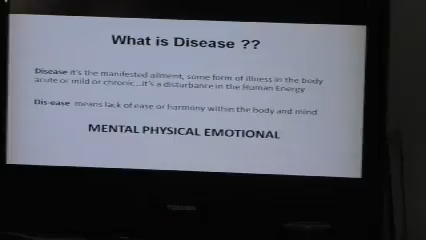 What is Disease ??
Disease it's the manifested ailment, some form of illness in the body
acute or mild or chronic...it's a disturbance in the Human Energy
Dis-ease means lack of ease or harmony within the body and mind
MENTAL PHYSICAL EMOTIONAL